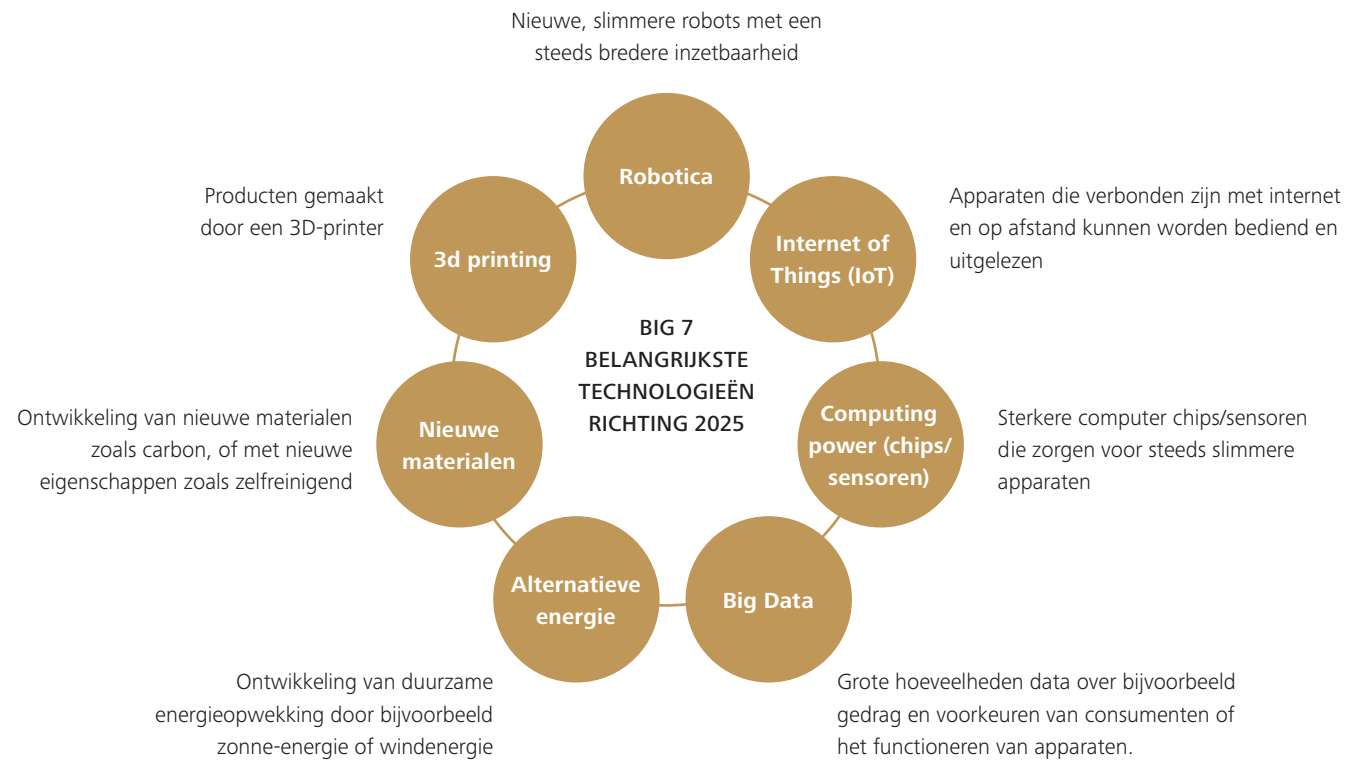 Nieuwe, slimmere robots met een
steeds bredere inzetbaarheid
Robotica
Producten gemaakt
door een 3D-printer
3d printing
Internet of
Things (IoT)
Apparaten die verbonden zijn met internet
en op afstand kunnen worden bediend en
uitgelezen
BIG 7
BELANGRIJKSTE
TECHNOLOGIEËN
RICHTING 2025
Ontwikkeling van nieuwe materialen
zoals carbon, of met nieuwe
eigenschappen zoals zelfreinigend
Nieuwe
materialen
Computing
power (chips/
sensoren)
Sterkere computer chips/sensoren
die zorgen voor steeds slimmere
apparaten
Alternatieve
energie
Big Data
Ontwikkeling van duurzame
energieopwekking door bijvoorbeeld
zonne-energie of windenergie
Grote hoeveelheden data over bijvoorbeeld
gedrag en voorkeuren van consumenten of
het functioneren van apparaten.